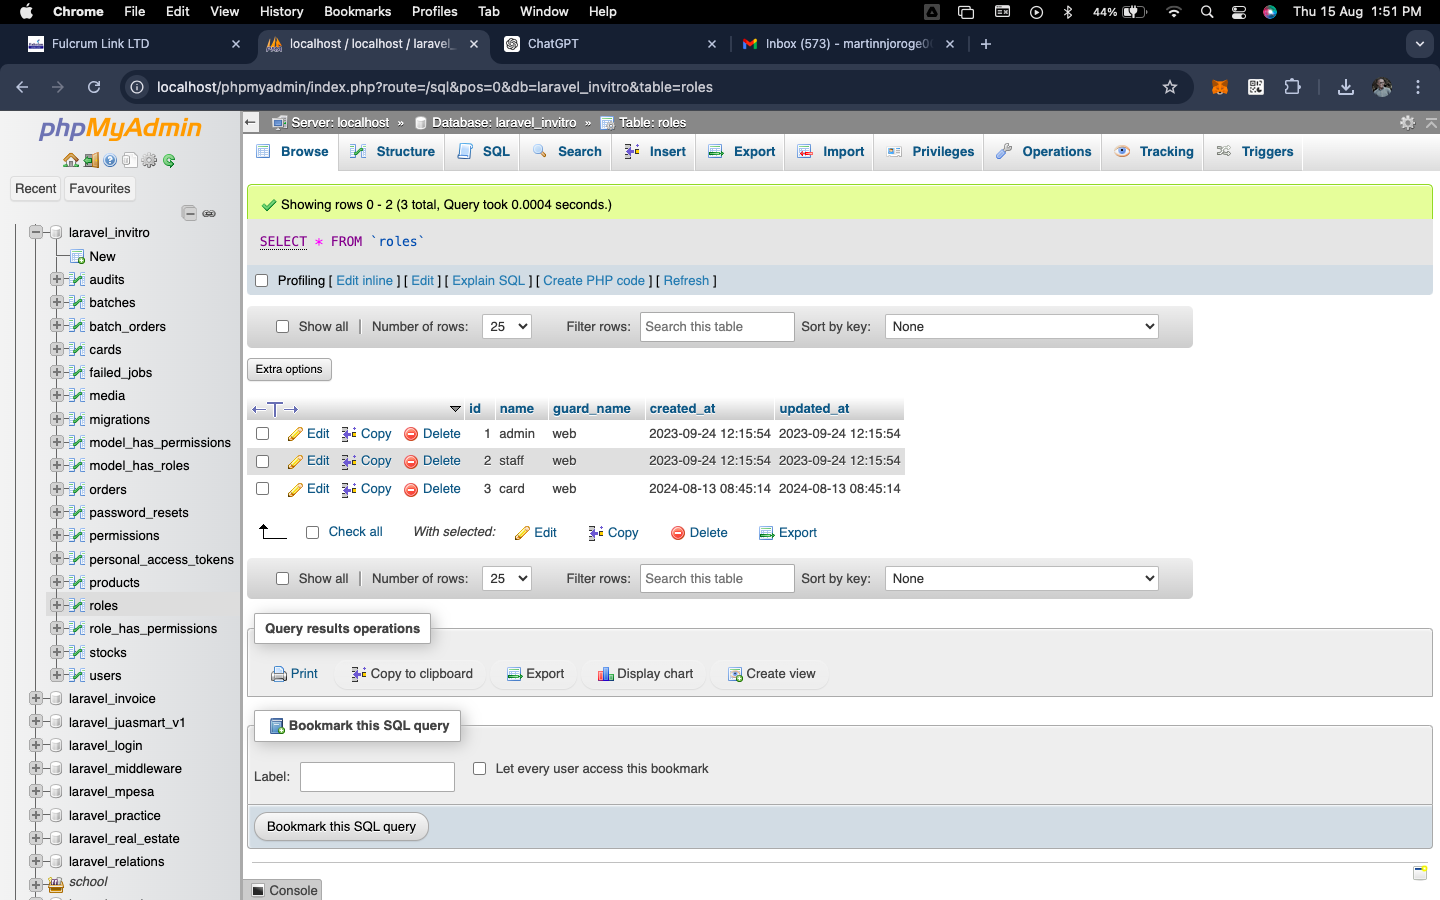 Chrome File Edit View History Bookmarks Profiles Tab Window Help 44% Thu 15 Aug 1:51 PM
Fulcrum Link LTD localhost / localhost / laravel_ ChatGPT Inbox (573) - martinnjoroge0
localhost/phpmyadmin/index.php?route=/sql&pos=0&db=laravel_invitro&table=roles
phpMyAdmin
Recent Favourites
laravel_invitro
New
audits
batches
batch_orders
cards
failed_jobs
media
migrations
model_has_permissions
model_has_roles
orders
password_resets
permissions
personal_access_tokens
products
roles
role_has_permissions
stocks
users
laravel_invoice
laravel_juasmart_v1
laravel_login
laravel_middleware
laravel_mpesa
laravel_practice
laravel_real_estate
laravel_relations
school
Server: localhost » Database: laravel_invitro » Table: roles
Browse Structure SQL Search Insert Export Import Privileges Operations Tracking Triggers
Showing rows 0 - 2 (3 total, Query took 0.0004 seconds.)
SELECT * FROM `roles`
Profiling [ Edit inline ] [ Edit ] [ Explain SQL ] [ Create PHP code ] [ Refresh ]
Show all | Number of rows: 25 Filter rows: Search this table Sort by key: None
Extra options
id name guard_name created_at updated_at
Edit Copy Delete 1 admin web 2023-09-24 12:15:54 2023-09-24 12:15:54
Edit Copy Delete 2 staff web 2023-09-24 12:15:54 2023-09-24 12:15:54
Edit Copy Delete 3 card web 2024-08-13 08:45:14 2024-08-13 08:45:14
Check all With selected: Edit Copy Delete Export
Show all | Number of rows: 25 Filter rows: Search this table Sort by key: None
Query results operations
Print Copy to clipboard Export Display chart Create view
Bookmark this SQL query
Label: Let every user access this bookmark
Bookmark this SQL query
Console